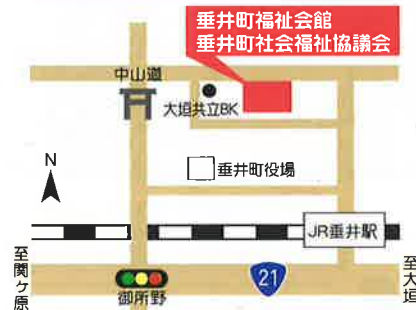 垂井町福祉会館
垂井町社会福祉協議会
中山道
大垣共立BK
N
垂井町役場
JR垂井駅
至関ヶ原
至大垣
21
御所野